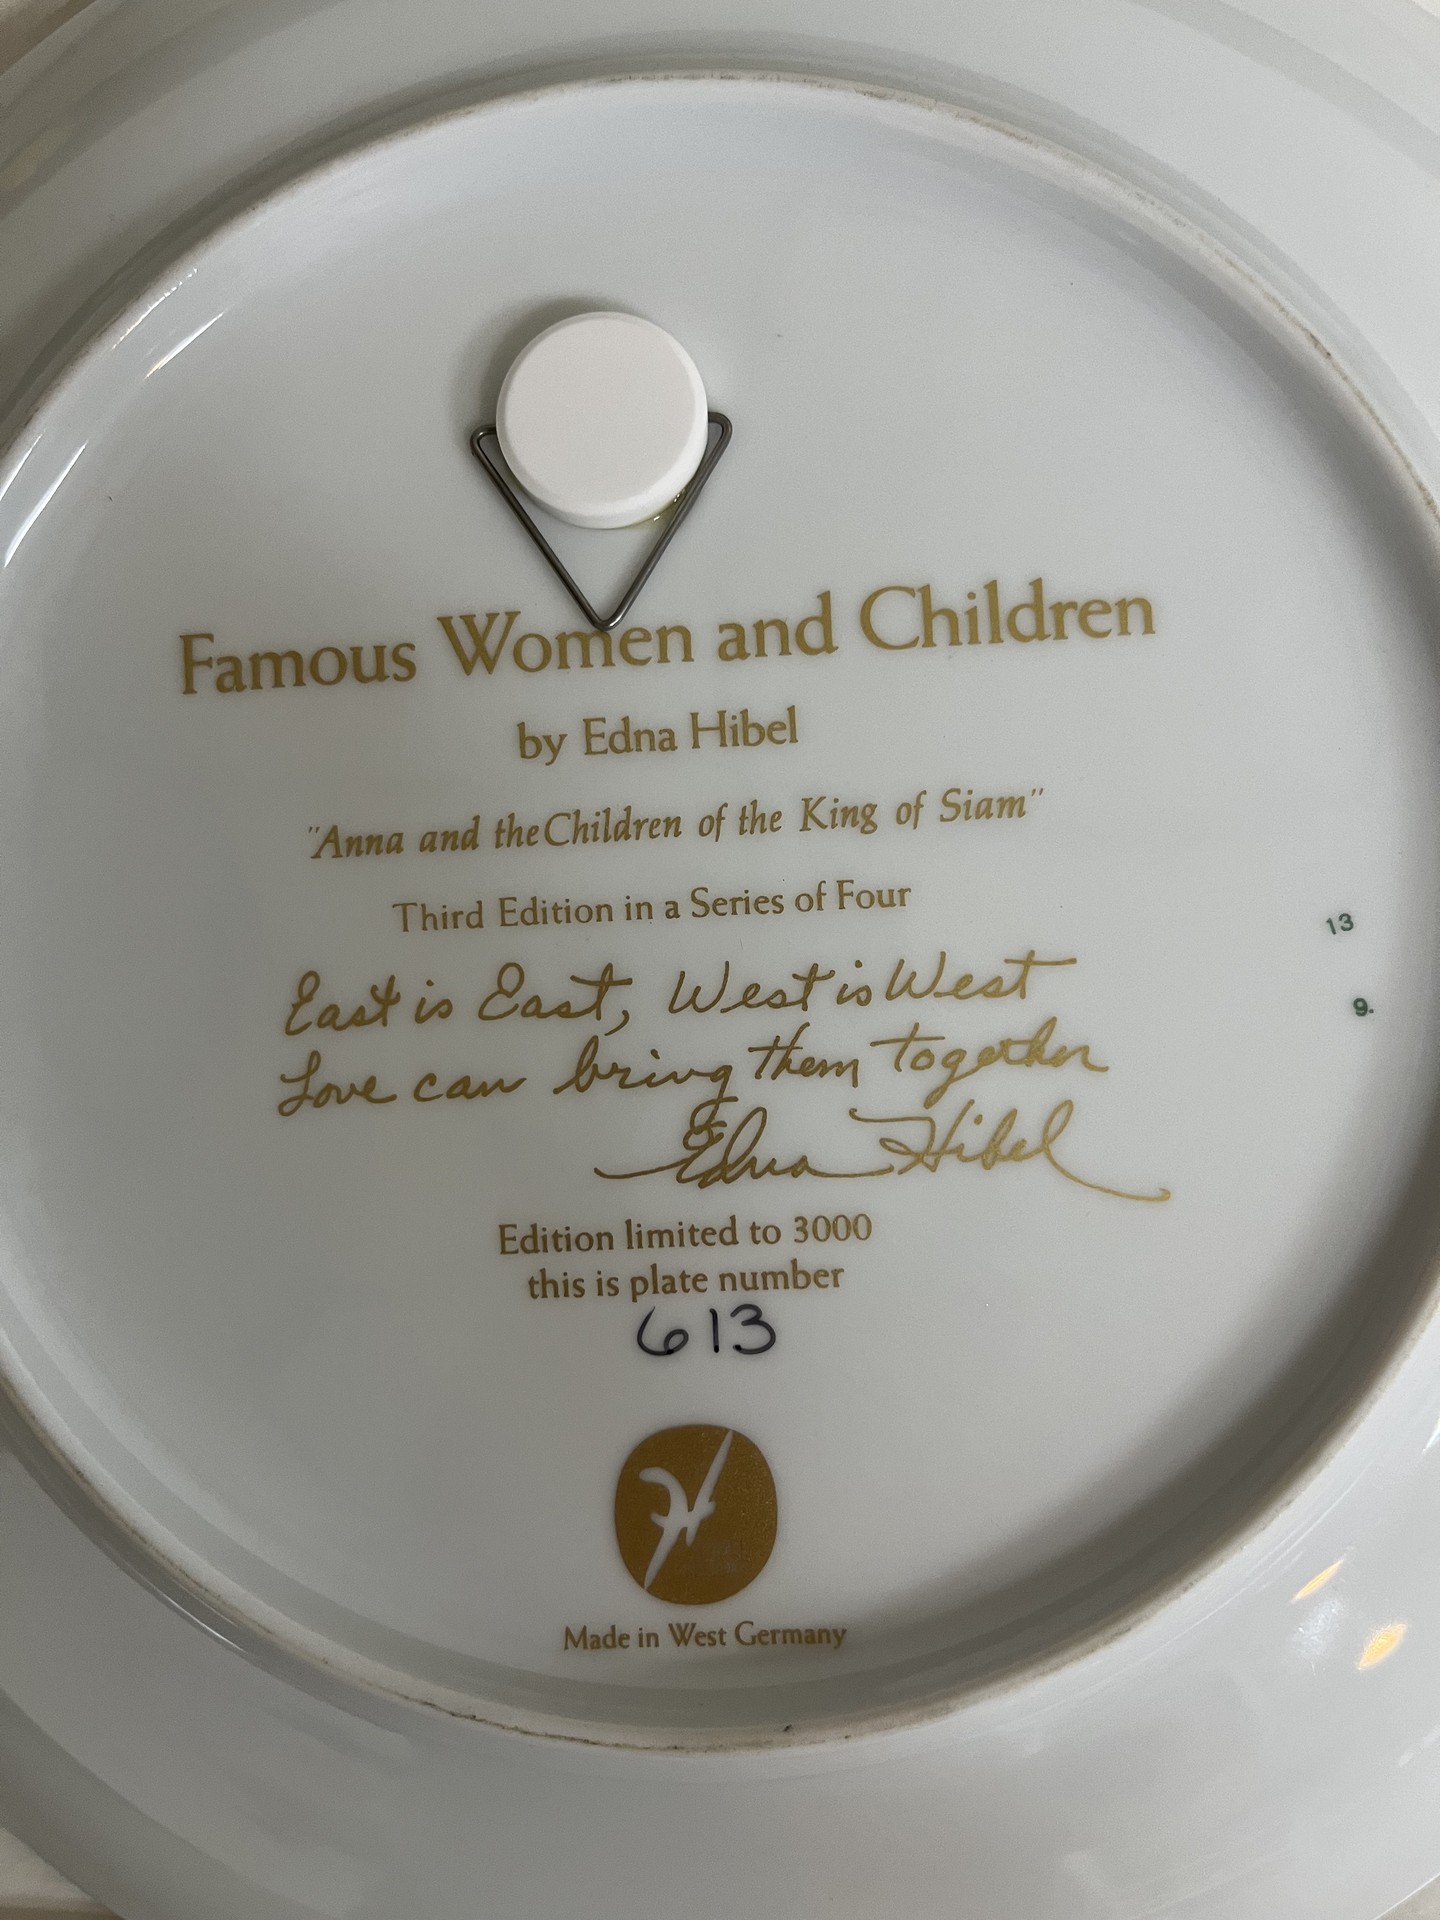 Famous Women and Children
by Edna Hibel
"Anna and the Children of the King of Siam"
Third Edition in a Series of Four
13
East is East, West is West
9.
Love can bring them together
Edna Hibel
Edition limited to 3000
this is plate number
613
H
Made in West Germany